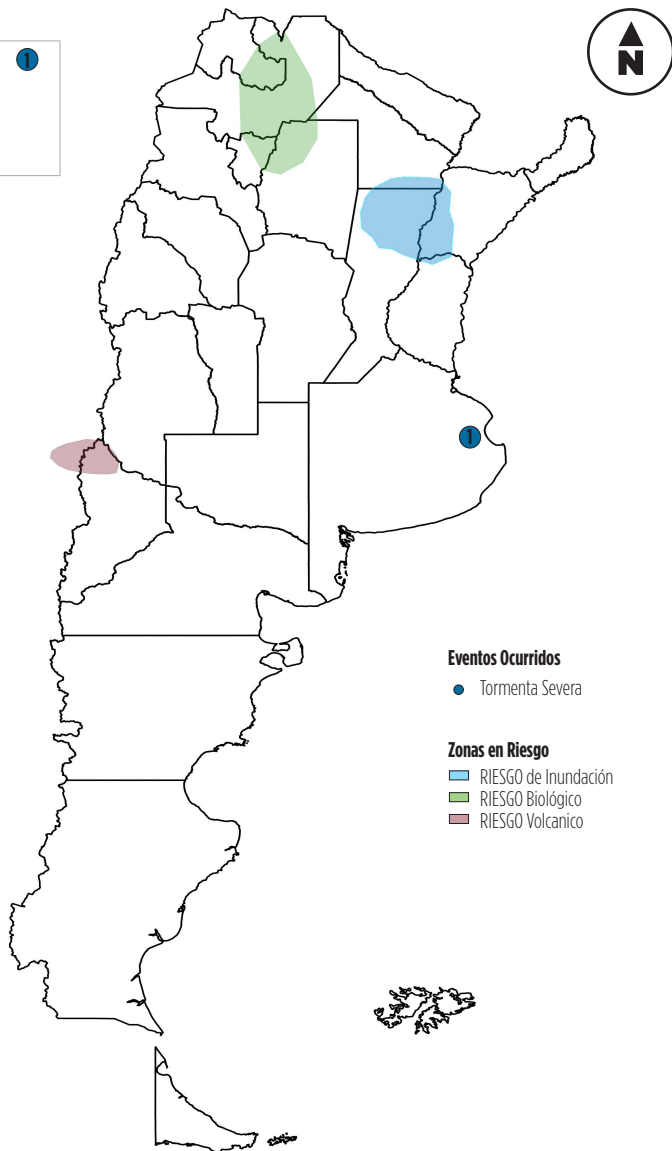 1
N
1
Eventos Ocurridos
Tormenta Severa
Zonas en Riesgo
RIESGO de Inundación
RIESGO Biológico
RIESGO Volcanico